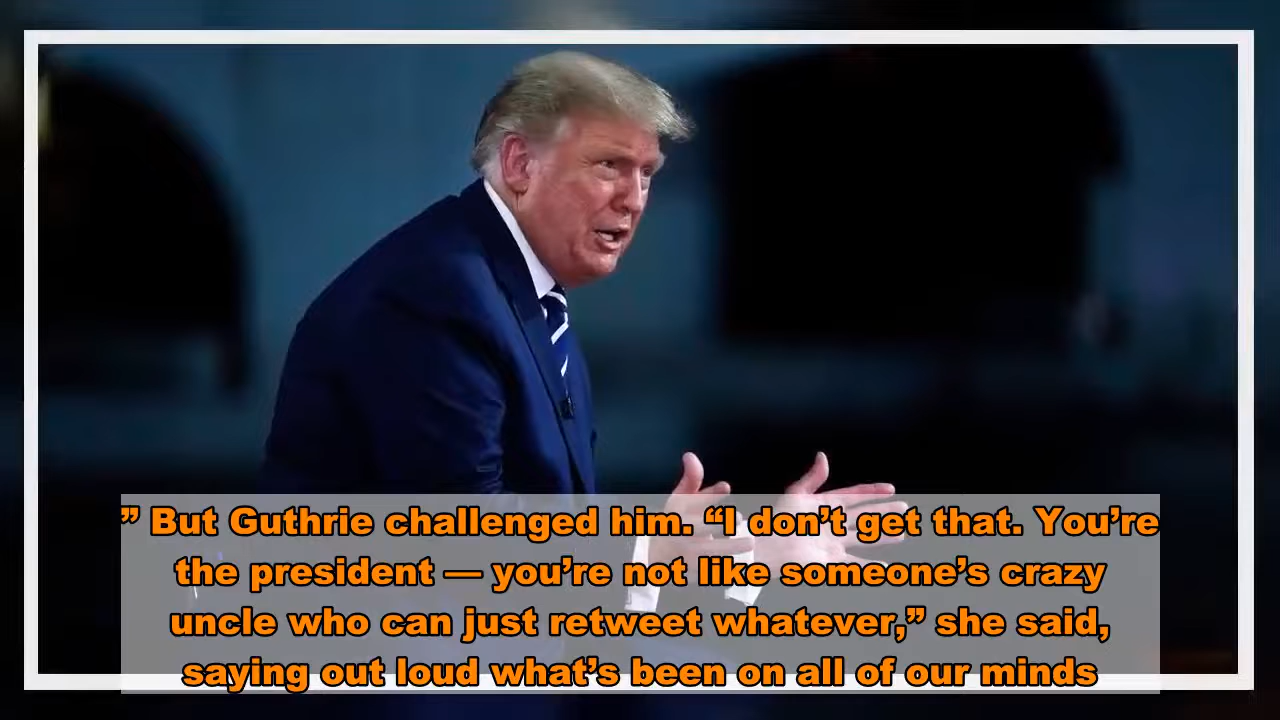 ” But Guthrie challenged him. “I don’t get that. You’re
the president — you’re not like someone’s crazy
uncle who can just retweet whatever,” she said,
saying out loud what’s been on all of our minds